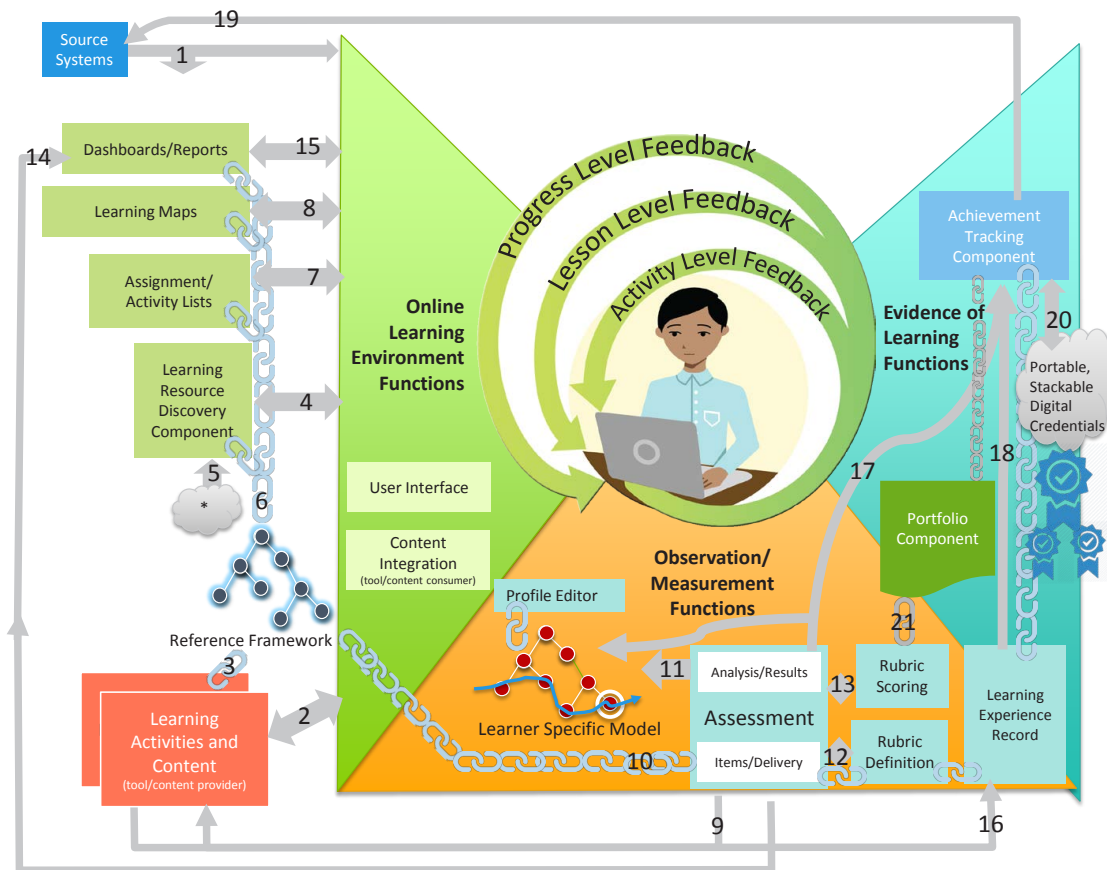 19
Source
Systems
1
14
Dashboards/Reports
15
Learning Maps
8
Assignment/
Activity Lists
7
Learning
Resource
Discovery
Component
4
5
*
6
Reference Framework
3
Learning
Activities and
Content
(tool/content provider)
2
Online
Learning
Environment
Functions
User Interface
Content
Integration
(tool/content consumer)
Progress Level Feedback
Lesson Level Feedback
Activity Level Feedback
Evidence of
Learning
Functions
Achievement
Tracking
Component
20
Portable,
Stackable
Digital
Credentials
17
18
Portfolio
Component
Observation/
Measurement
Functions
Profile Editor
21
11
Learner Specific Model
Analysis/Results
Assessment
Items/Delivery
13
Rubric
Scoring
12
Rubric
Definition
Learning
Experience
Record
10
9
16